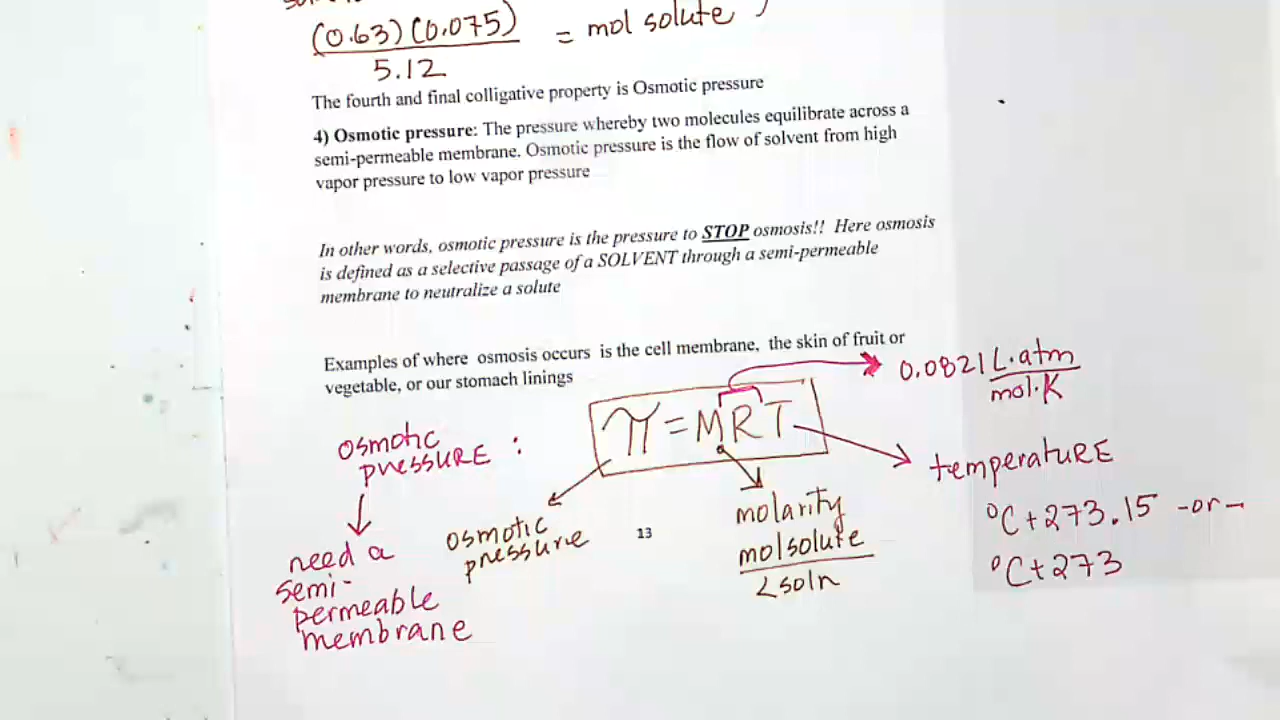 (0.63)(0.075) = mol solute
5.12
The fourth and final colligative property is Osmotic pressure
4) Osmotic pressure: The pressure whereby two molecules equilibrate across a
semi-permeable membrane. Osmotic pressure is the flow of solvent from high
vapor pressure to low vapor pressure
In other words, osmotic pressure is the pressure to STOP osmosis!! Here osmosis
is defined as a selective passage of a SOLVENT through a semi-permeable
membrane to neutralize a solute
Examples of where osmosis occurs is the cell membrane, the skin of fruit or
vegetable, or our stomach linings
0.0821 L·atm
mol·K
π = MRT
osmotic
pressure :
need a
semi-
permeable
membrane
osmotic
pressure
13
molarity
mol solute
L soln
temperature
°C + 273.15 -or-
°C + 273